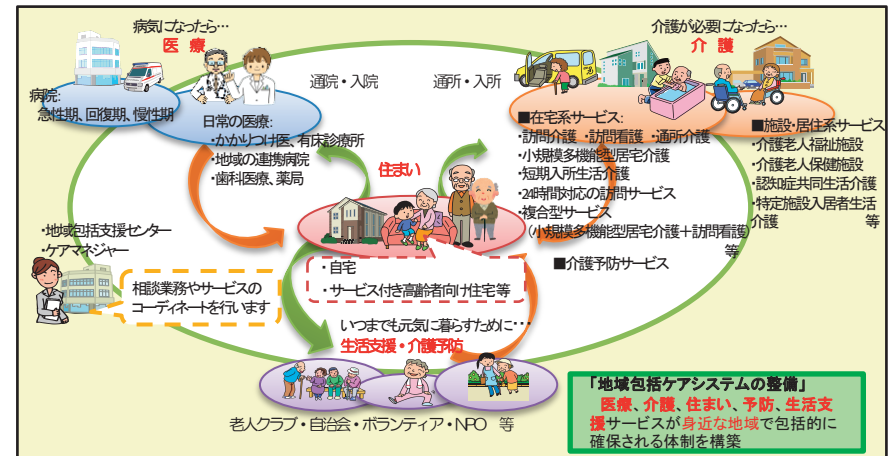 病気になったら…
医療
介護が必要になったら…
介護
病院:
急性期、回復期、慢性期
日常の医療:
・かかりつけ医、有床診療所
・地域の連携病院
・歯科医療、薬局
通院・入院
通所・入所
■在宅系サービス:
・訪問介護 ・訪問看護 ・通所介護
・小規模多機能型居宅介護
・短期入所生活介護
・24時間対応の訪問サービス
・複合型サービス
（小規模多機能型居宅介護＋訪問看護）
等
■介護予防サービス
■施設・居住系サービス
・介護老人福祉施設
・介護老人保健施設
・認知症共同生活介護
・特定施設入居者生活
介護
等
住まい
・自宅
・サービス付き高齢者向け住宅等
・地域包括支援センター
・ケアマネジャー
相談業務やサービスの
コーディネートを行います
いつまでも元気に暮らすために…
生活支援・介護予防
老人クラブ・自治会・ボランティア・NPO 等
「地域包括ケアシステムの整備」
医療、介護、住まい、予防、生活支
援サービスが身近な地域で包括的に
確保される体制を構築